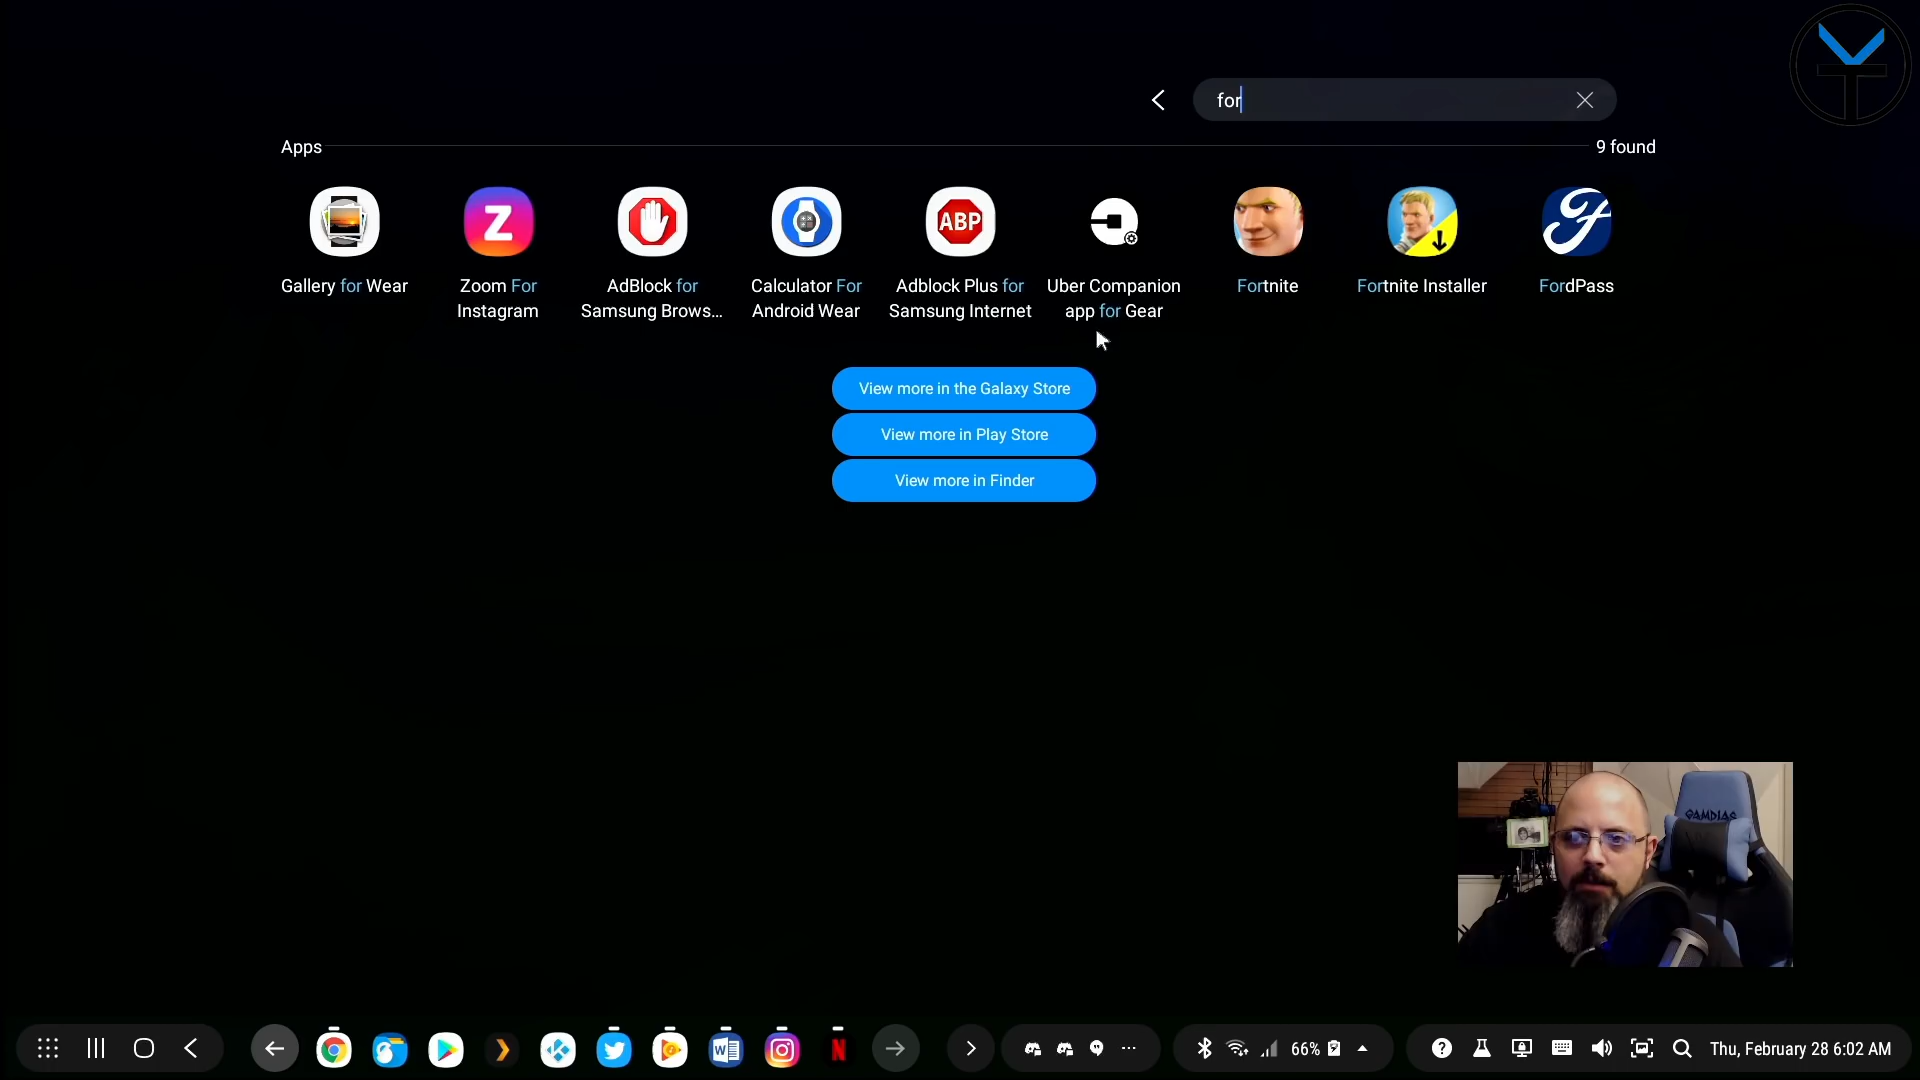 for
Apps
9 found
Gallery for Wear
Zoom For
Instagram
AdBlock for
Samsung Brows...
Calculator For
Android Wear
ABP
Adblock Plus for
Samsung Internet
Uber Companion
app for Gear
Fortnite
Fortnite Installer
FordPass
View more in the Galaxy Store
View more in Play Store
View more in Finder
GAMDIAS
66%
Thu, February 28 6:02 AM